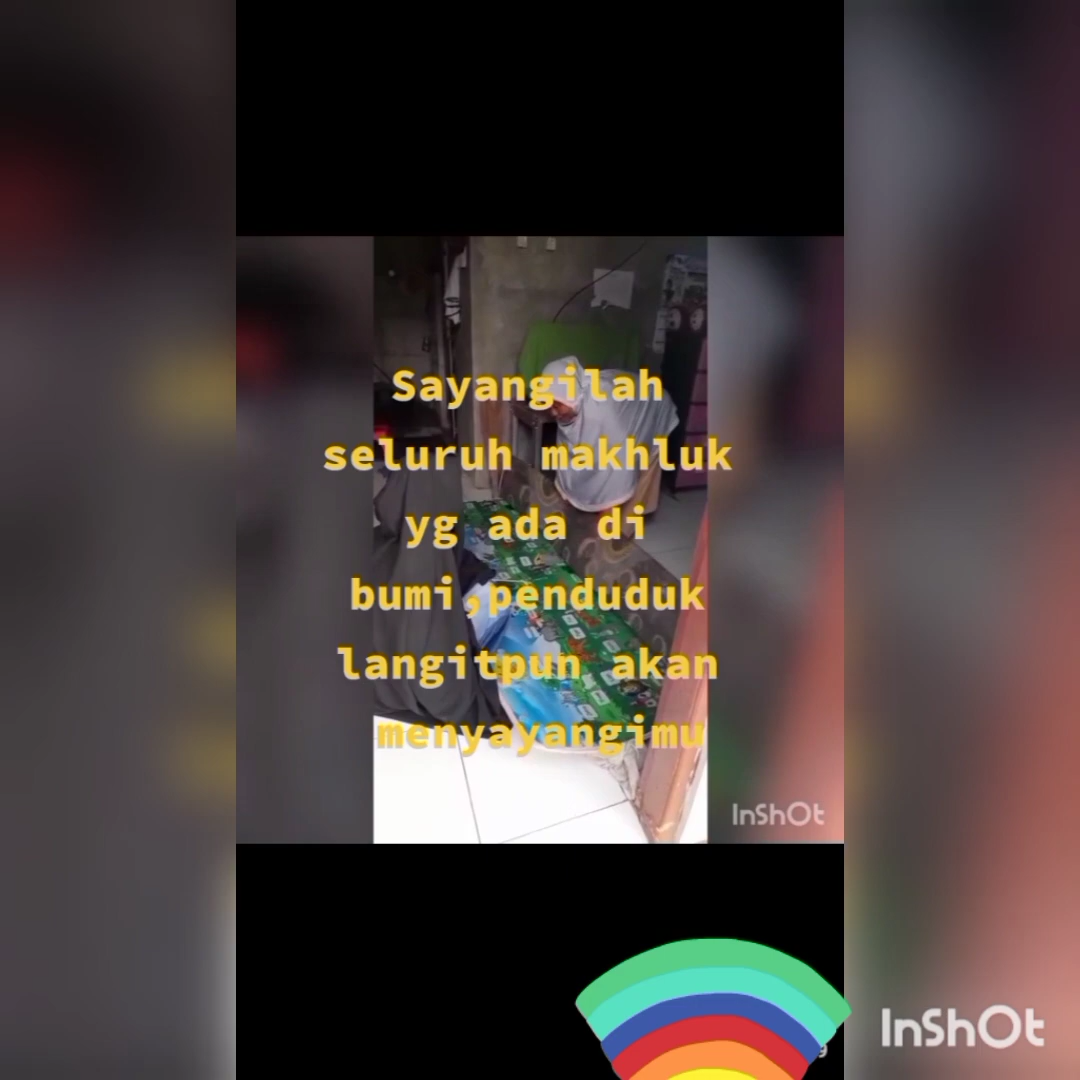 Sayangilah
seluruh makhluk
yg ada di
bumi,penduduk
langitpun akan
menyayangimu
InShOt
InShOt